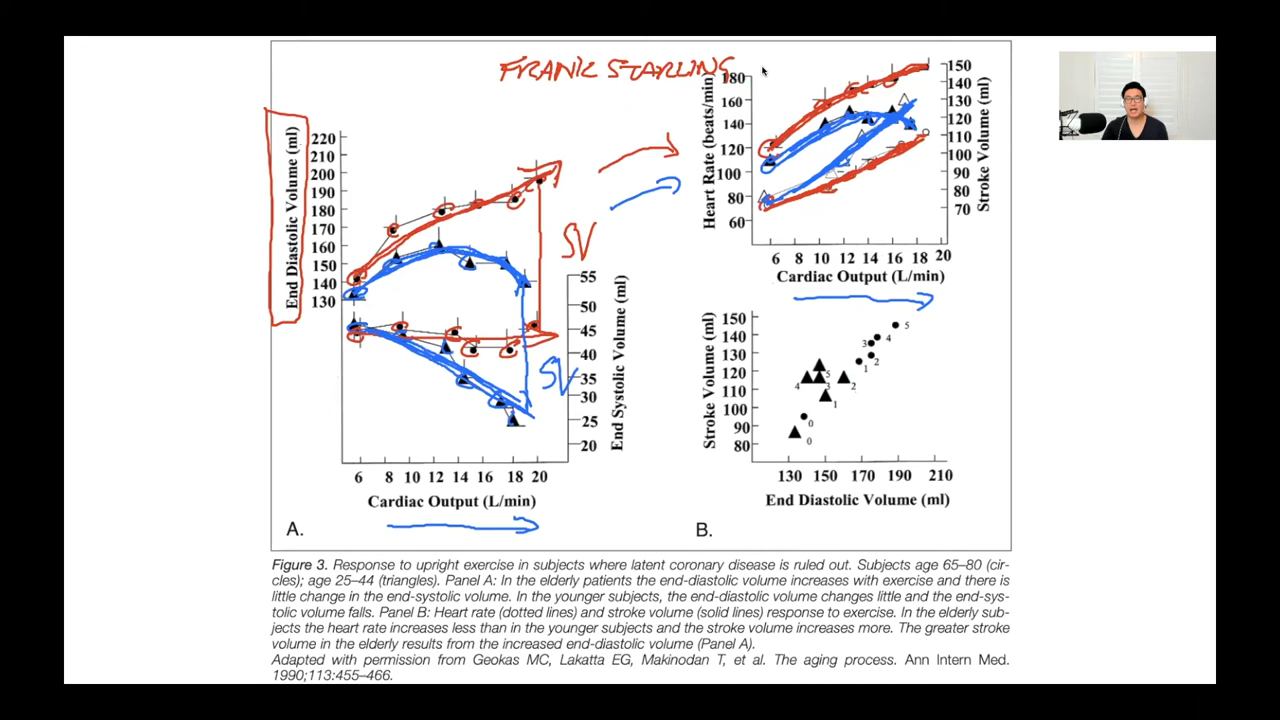 FRANK STARLING
End Diastolic Volume (ml)
220
210
200
190
180
170
160
150
140
130
SV
SV
55
50
45
40
35
30
25
20
End Systolic Volume (ml)
6 8 10 12 14 16 18 20
Cardiac Output (L/min)
A.
Heart Rate (beats/min)
180
160
140
120
100
80
60
150
140
130
120
110
100
90
80
70
Stroke Volume (ml)
6 8 10 12 14 16 18 20
Cardiac Output (L/min)
Stroke Volume (ml)
150
140
130
120
110
100
90
80
5
3 4
2
1
5
4 3 2
1
0
0
130 150 170 190 210
End Diastolic Volume (ml)
B.
Figure 3. Response to upright exercise in subjects where latent coronary disease is ruled out. Subjects age 65–80 (cir-
cles); age 25–44 (triangles). Panel A: In the elderly patients the end-diastolic volume increases with exercise and there is
little change in the end-systolic volume. In the younger subjects, the end-diastolic volume changes little and the end-sys-
tolic volume falls. Panel B: Heart rate (dotted lines) and stroke volume (solid lines) response to exercise. In the elderly sub-
jects the heart rate increases less than in the younger subjects and the stroke volume increases more. The greater stroke
volume in the elderly results from the increased end-diastolic volume (Panel A).
Adapted with permission from Geokas MC, Lakatta EG, Makinodan T, et al. The aging process. Ann Intern Med.
1990;113:455–466.